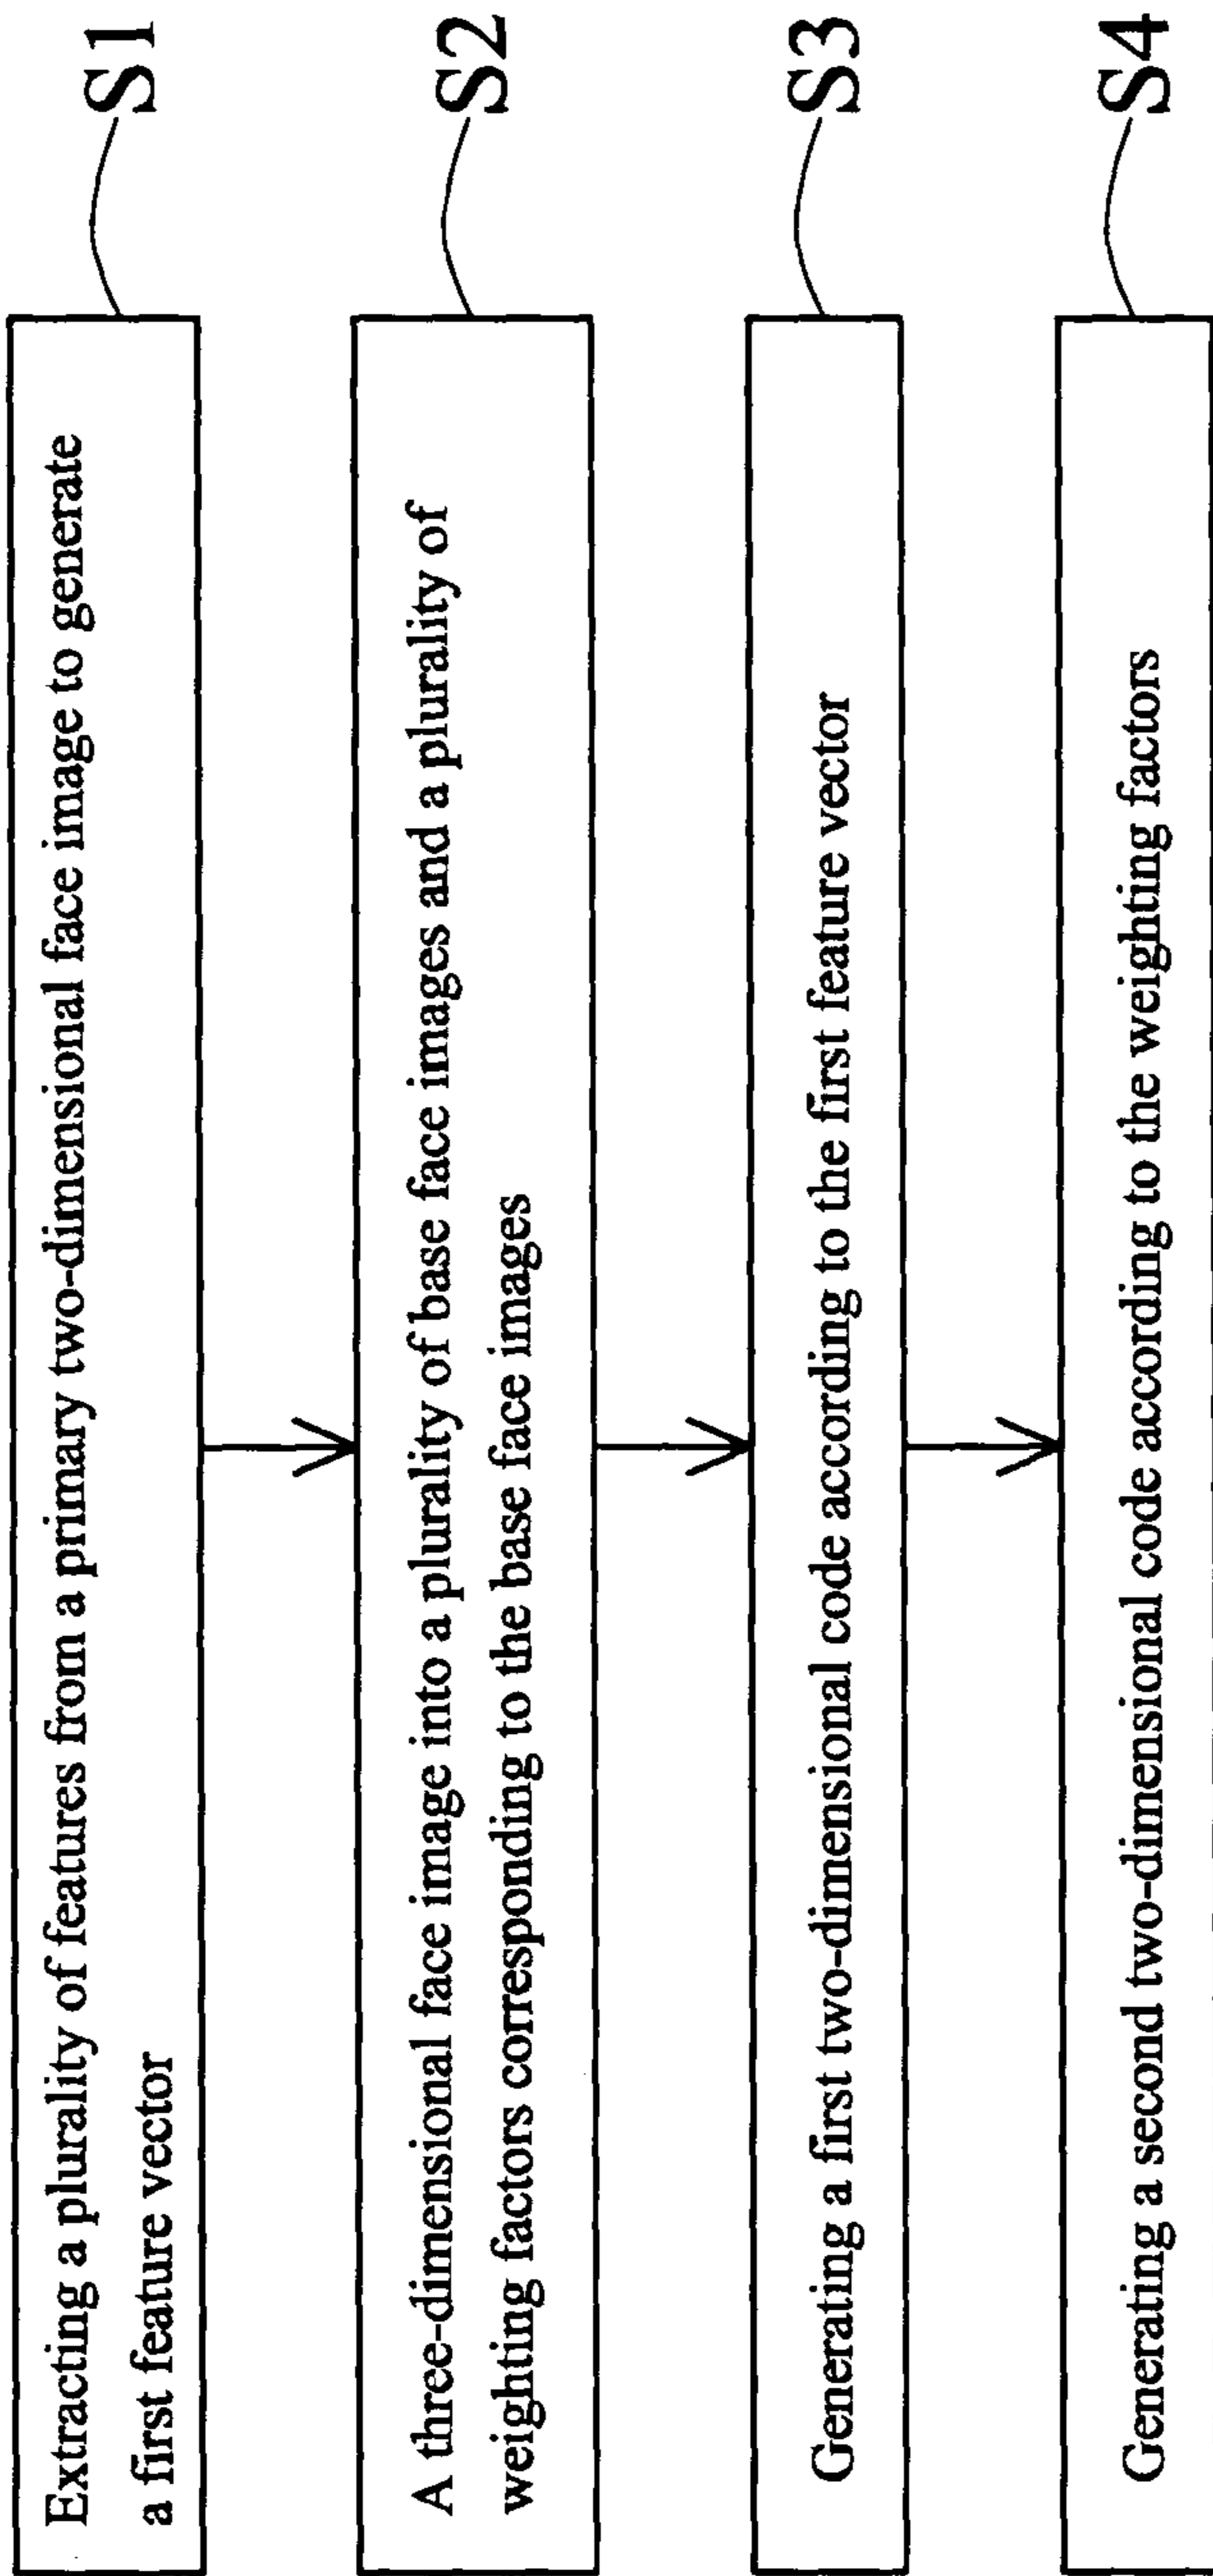 Extracting a plurality of features from a primary two-dimensional face image to generate
a first feature vector
S1
A three-dimensional face image into a plurality of base face images and a plurality of
weighting factors corresponding to the base face images
S2
Generating a first two-dimensional code according to the first feature vector
S3
Generating a second two-dimensional code according to the weighting factors
S4